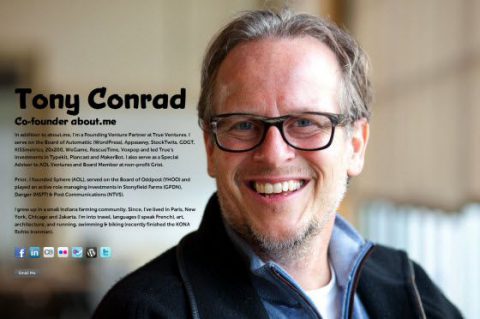 Tony Conrad
Co-founder about.me
In addition to about.me, I'm a Founding Venture Partner at True Ventures. I
serve on the Board of Automattic (WordPress), Appssavvy, StockTwits, GDGT,
KISSmetrics, 20x200, WeGame, RescueTime, Voxpop and led True's
investments in Typekit, Plancast and MakerBot. I also serve as a Special
Advisor to AOL Ventures and Board Member at non-profit Grist.
Prior, I founded Sphere (AOL), served on the Board of Oddpost (YHOO) and
played an active role managing investments in Stonyfield Farms (GPDN),
Danger (MSFT) & Post Communications (NTVS).
I grew up in a small Indiana farming community. Since, I've lived in Paris, New
York, Chicago and Jakarta. I'm into travel, languages (I speak French), art,
architecture, and running, swimming & biking (recently finished the KONA
Retro Ironman).
Email Me